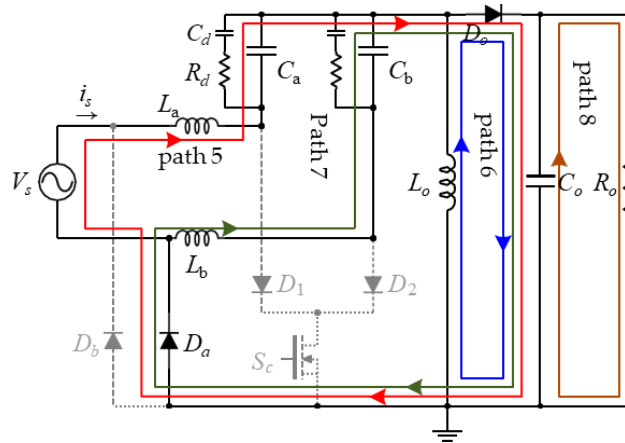 C_d
R_d
C_a
C_b
D_o
i_s
L_a
path 5
Path 7
path 6
path 8
V_s
L_o
C_o
R_o
L_b
D_1
D_2
D_b
D_a
S_c